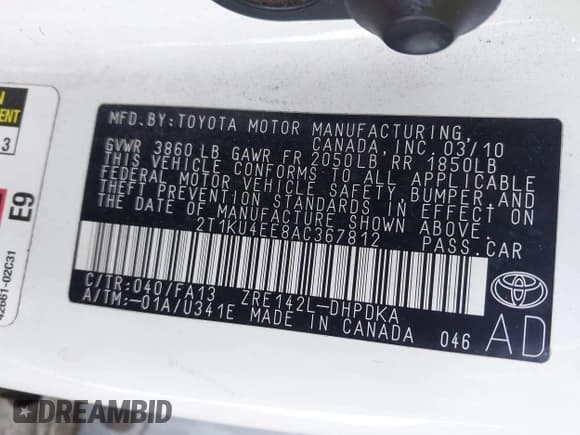 MFD.BY:TOYOTA MOTOR MANUFACTURING,
CANADA, INC. 03/10
GVWR 3860 LB GAWR FR 2050LB, RR 1850LB
THIS VEHICLE CONFORMS TO ALL APPLICABLE
FEDERAL MOTOR VEHICLE SAFETY, BUMPER, AND
THEFT PREVENTION STANDARDS IN EFFECT ON
THE DATE OF MANUFACTURE SHOWN ABOVE.
2T1KU4EE8AC367812 PASS.CAR
C/TR:040/FA13 ZRE142L-DHPDKA
A/TM:-01A/U341E MADE IN CANADA 046 AD
3
E9
42661-02C31
DREAMBID